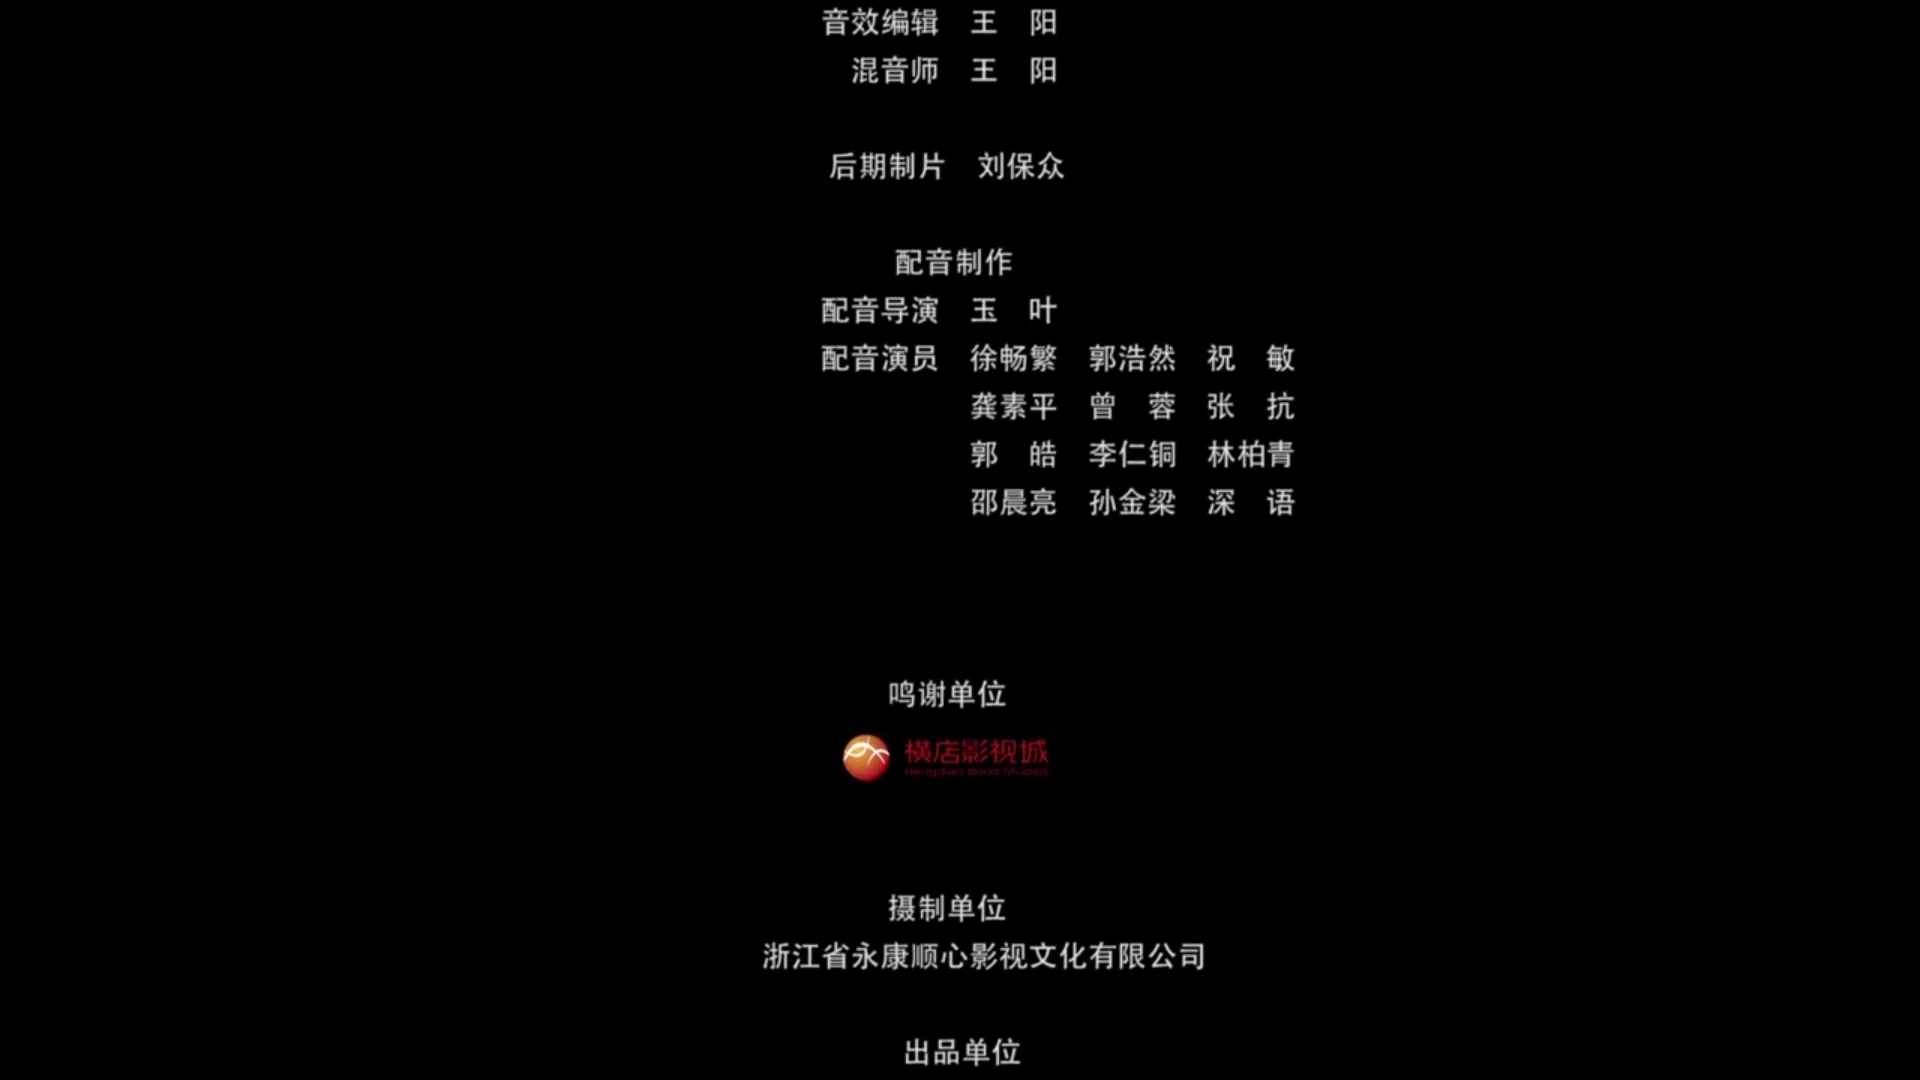 音效编辑 王 阳
混音师 王 阳
后期制片 刘保众
配音制作
配音导演 玉 叶
配音演员 徐畅繁 郭浩然 祝 敏
龚素平 曾 蓉 张 抗
郭 皓 李仁铜 林柏青
邵晨亮 孙金梁 深 语
鸣谢单位
横店影视城
Hengdian World Studios
摄制单位
浙江省永康顺心影视文化有限公司
出品单位